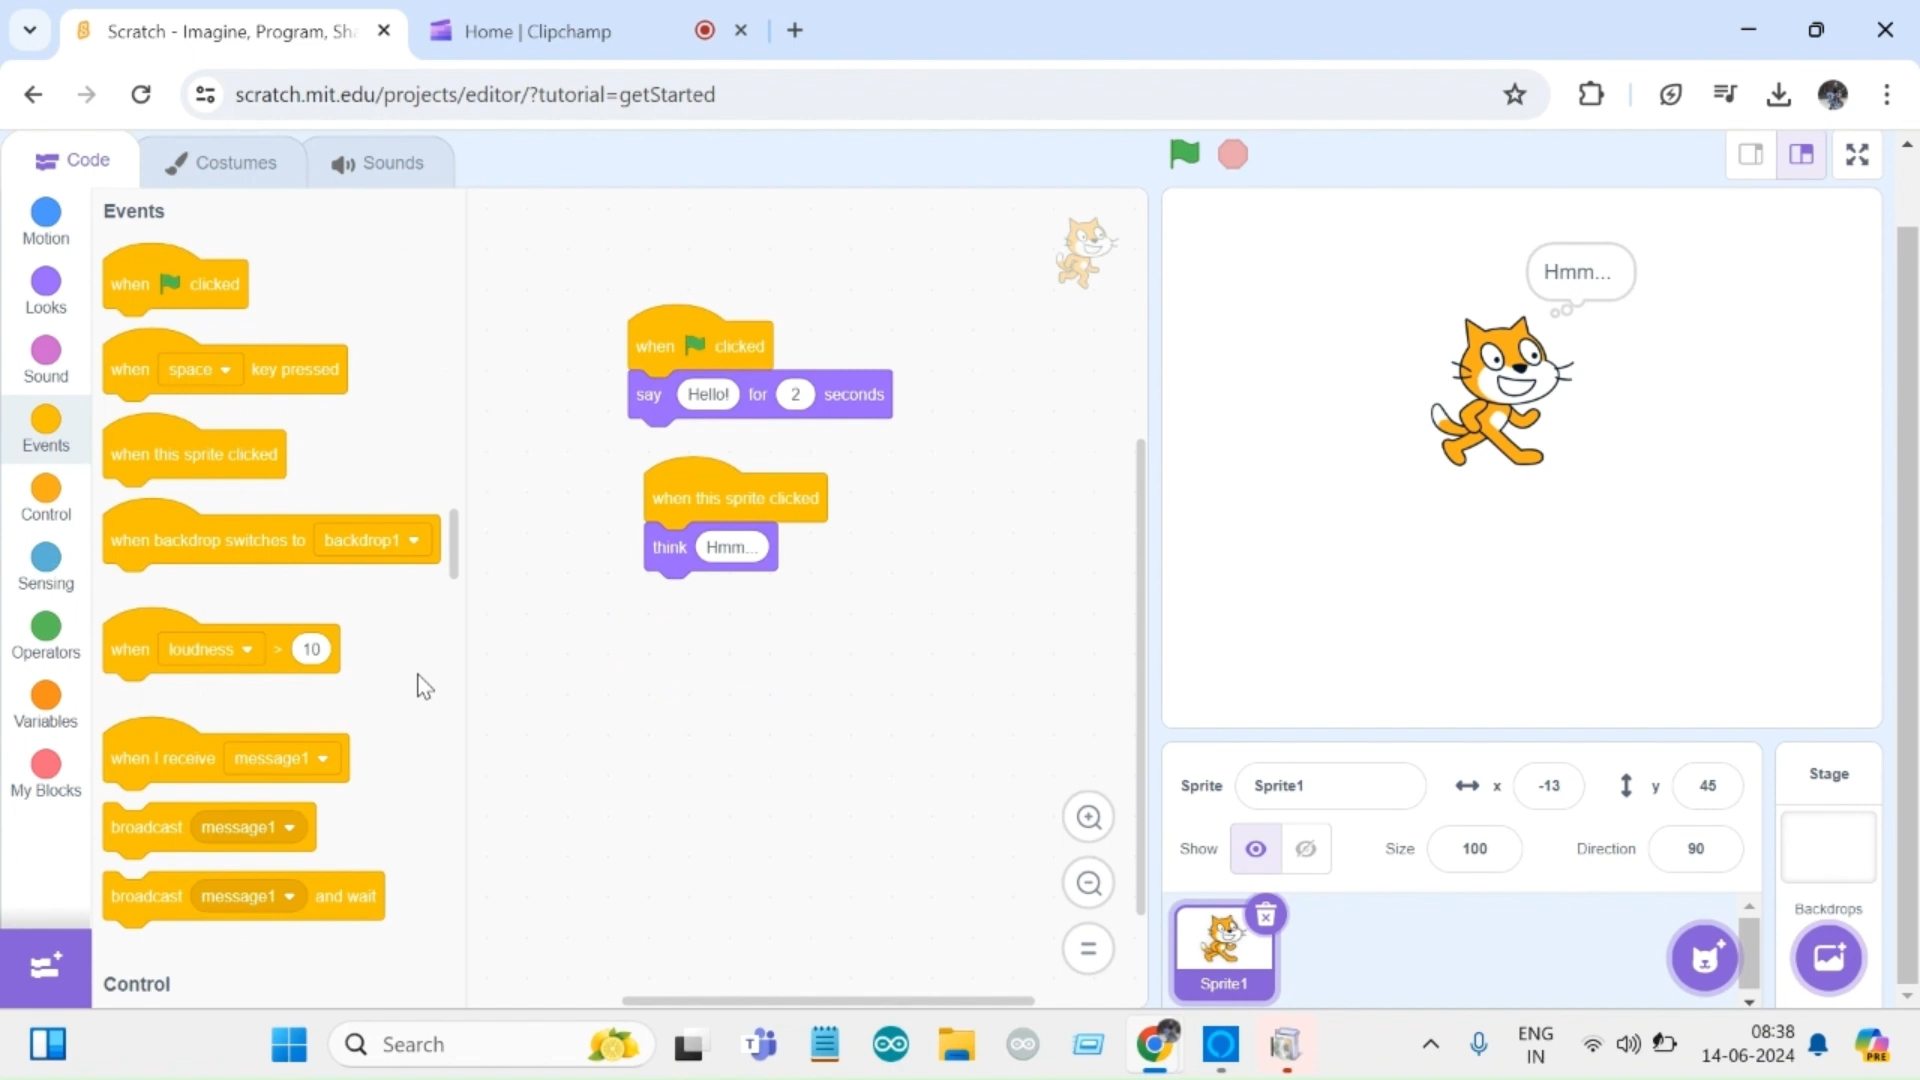 Scratch - Imagine, Program, Sha
Home | Clipchamp
scratch.mit.edu/projects/editor/?tutorial=getStarted
Code
Costumes
Sounds
Motion
Looks
Sound
Events
Control
Sensing
Operators
Variables
My Blocks
Events
when clicked
when space key pressed
when this sprite clicked
when backdrop switches to backdrop1
when loudness > 10
when I receive message1
broadcast message1
broadcast message1 and wait
Control
when clicked
say Hello! for 2 seconds
when this sprite clicked
think Hmm...
Hmm...
Sprite Sprite1 x -13 y 45
Show Size 100 Direction 90
Sprite1
Stage
Backdrops
Search
ENG
IN
08:38
14-06-2024
PRE